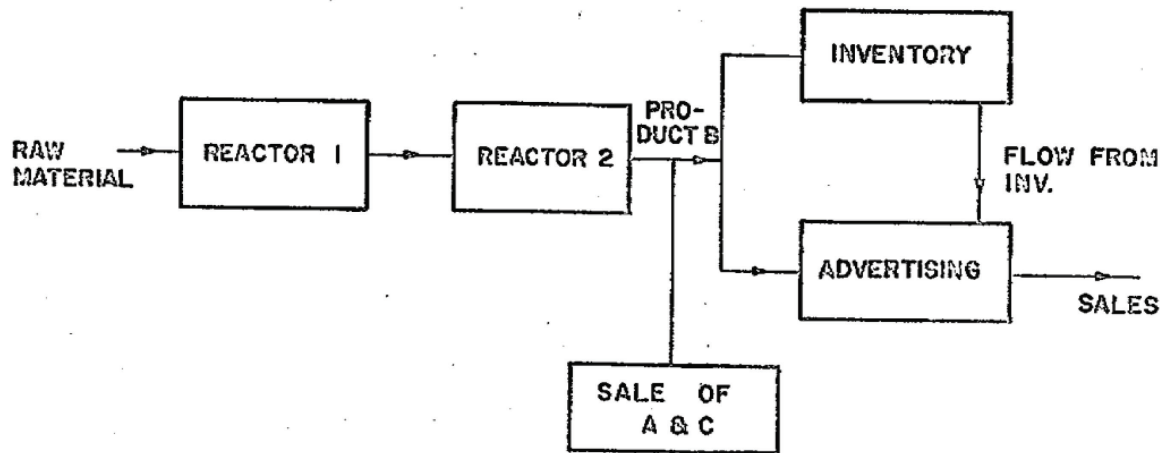 RAW
MATERIAL
REACTOR 1
REACTOR 2
PRO-
DUCT B
INVENTORY
FLOW FROM
INV.
ADVERTISING
SALES
SALE OF
A & C